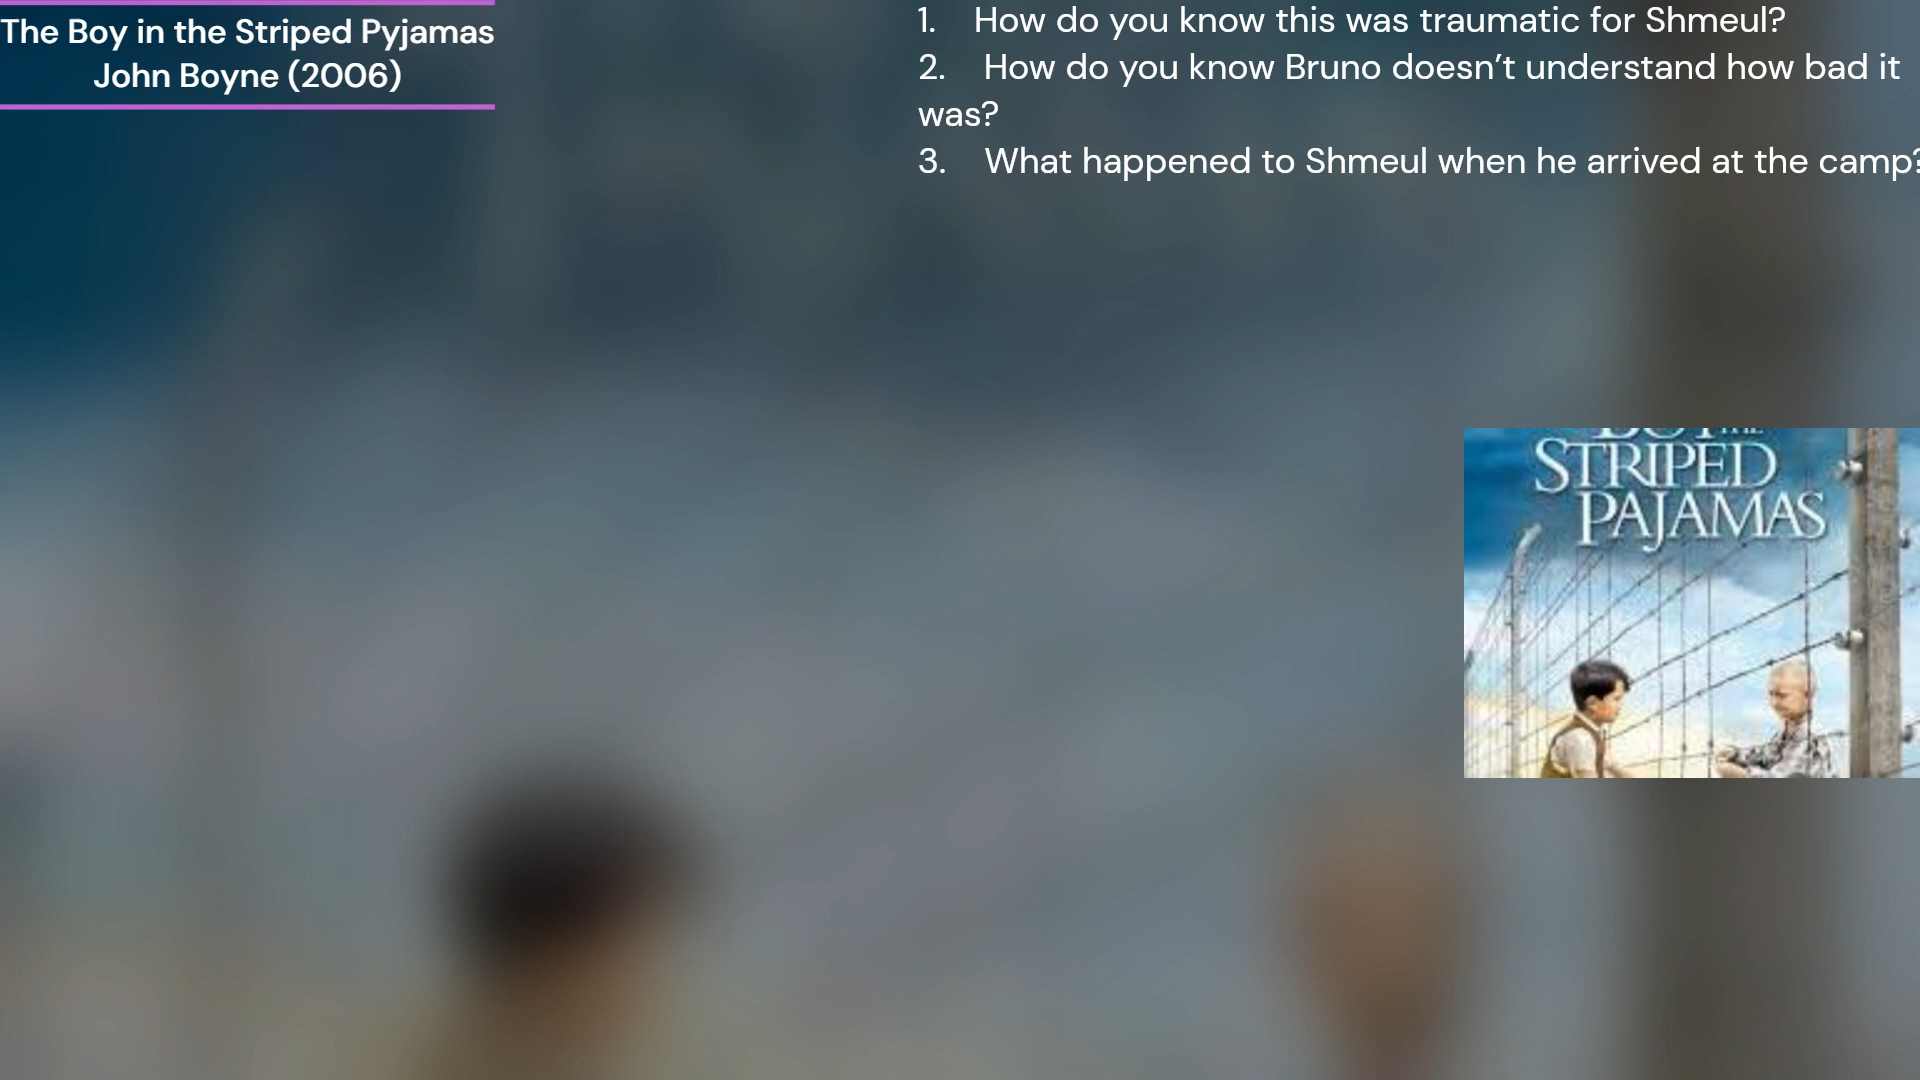 The Boy in the Striped Pyjamas
John Boyne (2006)
1. How do you know this was traumatic for Shmeul?
2. How do you know Bruno doesn’t understand how bad it
was?
3. What happened to Shmeul when he arrived at the camp?
BOY THE
STRIPED
PAJAMAS